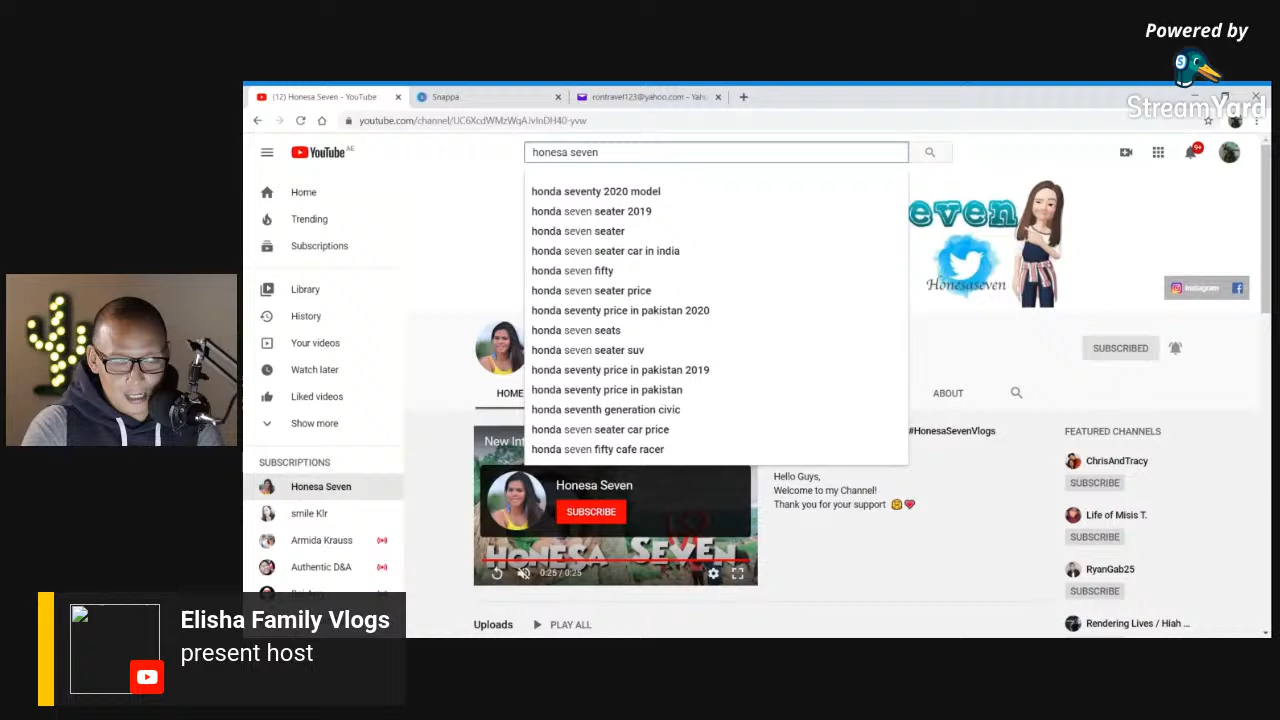 Powered by
StreamYard
(12) Honesa Seven - YouTube
Snappa
rontravel123@yahoo.com - Yah
youtube.com/channel/UC6XcdWMzWqAJvInDH40-yvw
YouTube AE
honesa seven
9+
Home
Trending
Subscriptions
Library
History
Your videos
Watch later
Liked videos
Show more
SUBSCRIPTIONS
Honesa Seven
smile Klr
Armida Krauss
Authentic D&A
honda seventy 2020 model
honda seven seater 2019
honda seven seater
honda seven seater car in india
honda seven fifty
honda seven seater price
honda seventy price in pakistan 2020
honda seven seats
honda seven seater suv
honda seventy price in pakistan 2019
honda seventy price in pakistan
honda seventh generation civic
honda seven seater car price
honda seven fifty cafe racer
even
Honesaseven
Instagram
SUBSCRIBED
HOME
ABOUT
New Int
#HonesaSevenVlogs
Honesa Seven
SUBSCRIBE
HONESA SEVEN
0:25 / 0:25
Hello Guys,
Welcome to my Channel!
Thank you for your support
FEATURED CHANNELS
ChrisAndTracy
SUBSCRIBE
Life of Misis T.
SUBSCRIBE
RyanGab25
SUBSCRIBE
Rendering Lives / Hiah ...
Uploads
PLAY ALL
Elisha Family Vlogs
present host